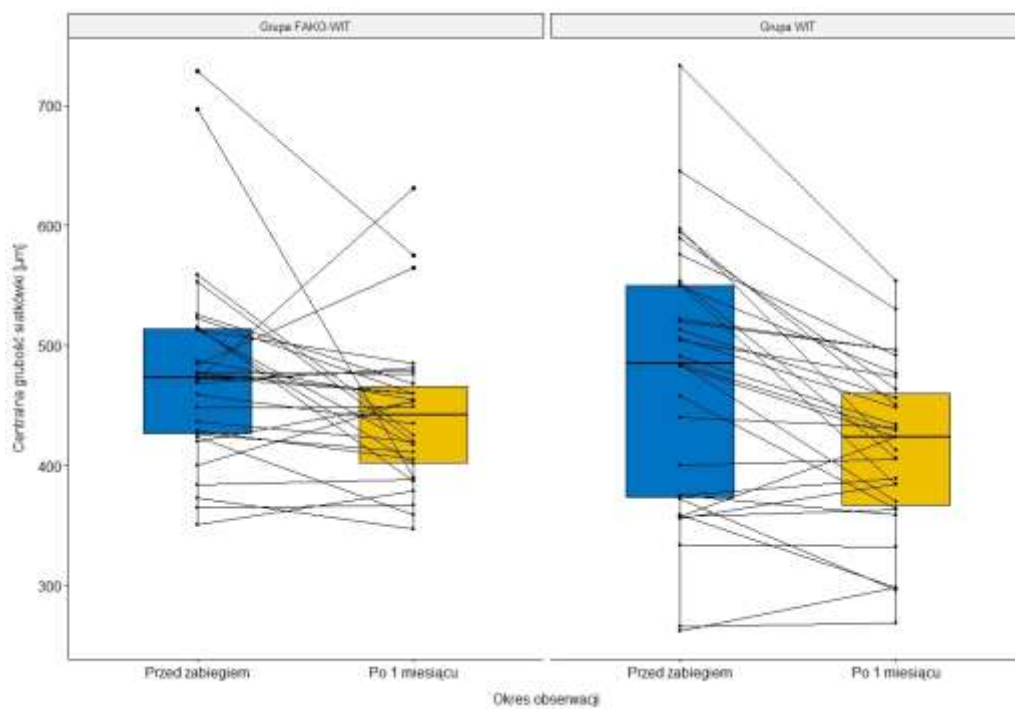 Grupa FAKO-WIT
Grupa WIT
Centralna grubość siatkówki [µm]
700
600
500
400
300
Przed zabiegiem
Po 1 miesiącu
Przed zabiegiem
Po 1 miesiącu
Okres obserwacji